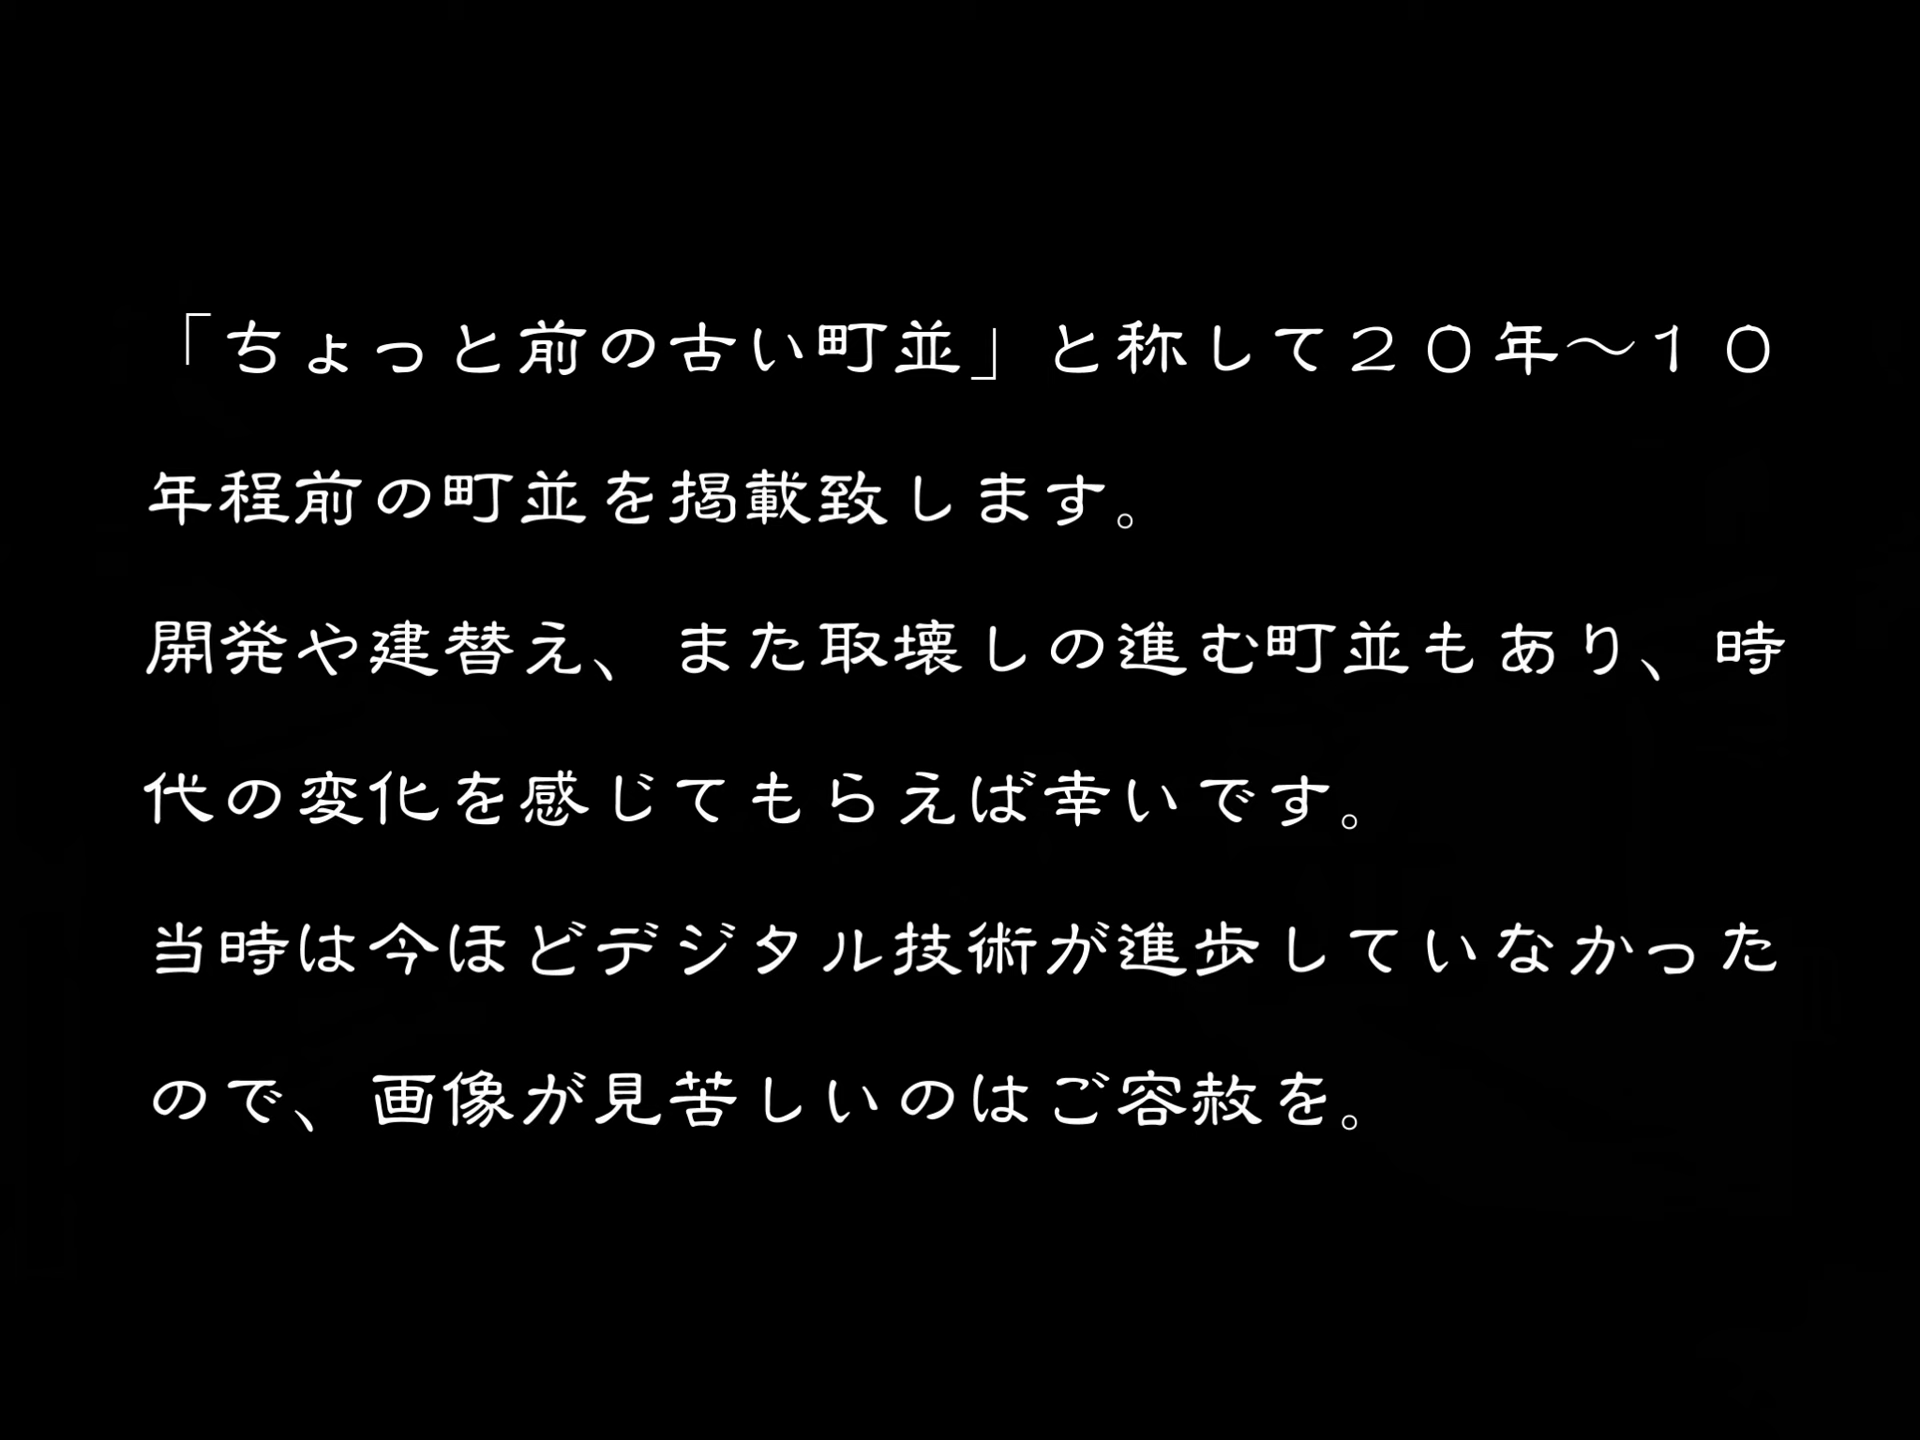 「ちょっと前の古い町並」と称して２０年～１０
年程前の町並を掲載致します。
開発や建替え、また取壊しの進む町並もあり、時
代の変化を感じてもらえば幸いです。
当時は今ほどデジタル技術が進歩していなかった
ので、画像が見苦しいのはご容赦を。